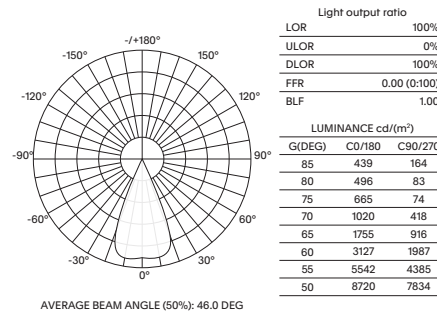 -/+180°
-150° 150°
-120° 120°
-90° 90°
-60° 60°
-30° 30°
0°
AVERAGE BEAM ANGLE (50%): 46.0 DEG
Light output ratio
LOR 100%
ULOR 0%
DLOR 100%
FFR 0.00 (0:100)
BLF 1.00
LUMINANCE cd/(m²)
G(DEG) C0/180 C90/270
85 439 164
80 496 83
75 665 74
70 1020 418
65 1755 916
60 3127 1987
55 5542 4385
50 8720 7834